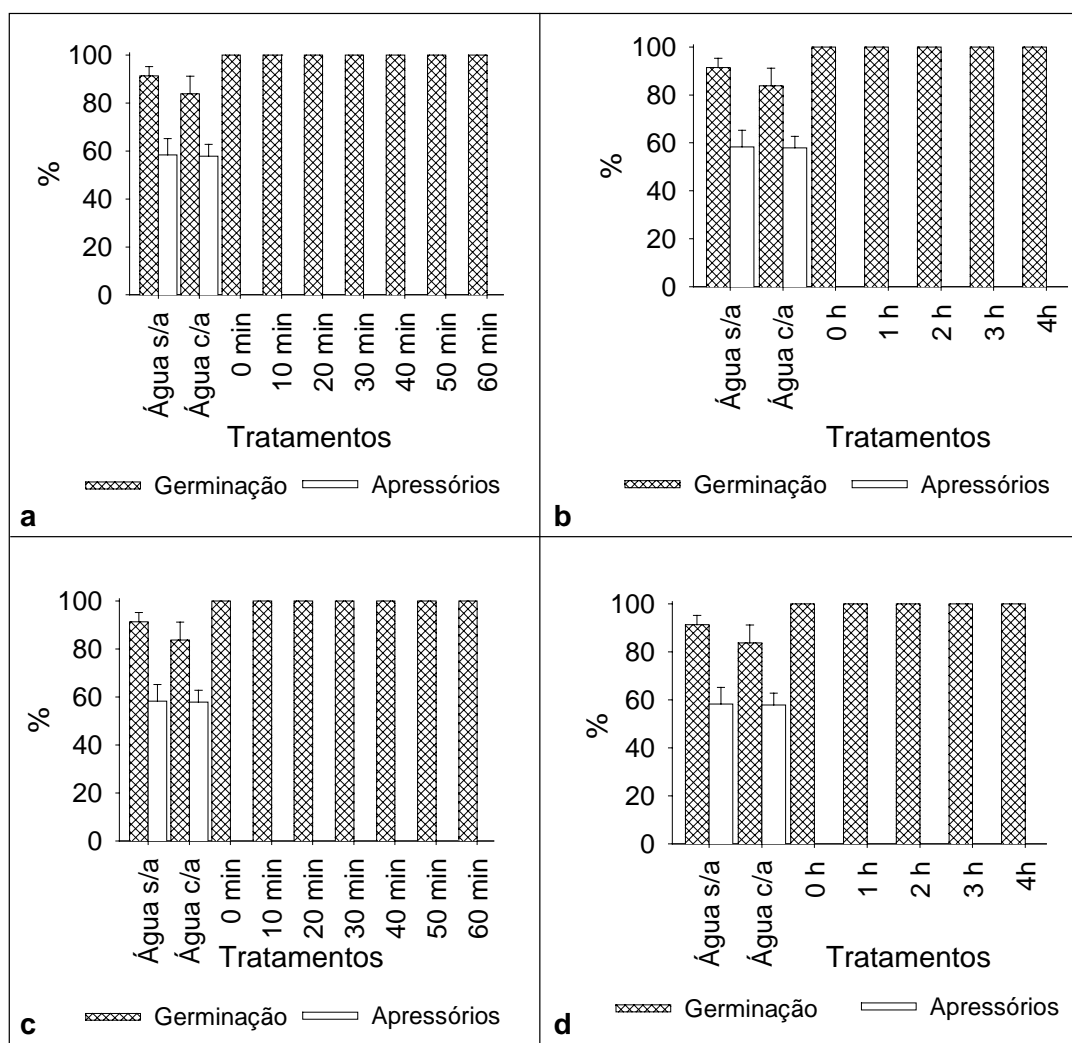 100
80
60
40
20
0
%
Água s/a
Água c/a
0 min
10 min
20 min
30 min
40 min
50 min
60 min
Tratamentos
Germinação Apressórios
a
100
80
60
40
20
0
%
Água s/a
Água c/a
0 h
1 h
2 h
3 h
4h
Tratamentos
Germinação Apressórios
b
100
80
60
40
20
0
%
Água s/a
Água c/a
0 min
10 min
20 min
30 min
40 min
50 min
60 min
Tratamentos
Germinação Apressórios
c
100
80
60
40
20
0
%
Água s/a
Água c/a
0 h
1 h
2 h
3 h
4h
Tratamentos
Germinação Apressórios
d